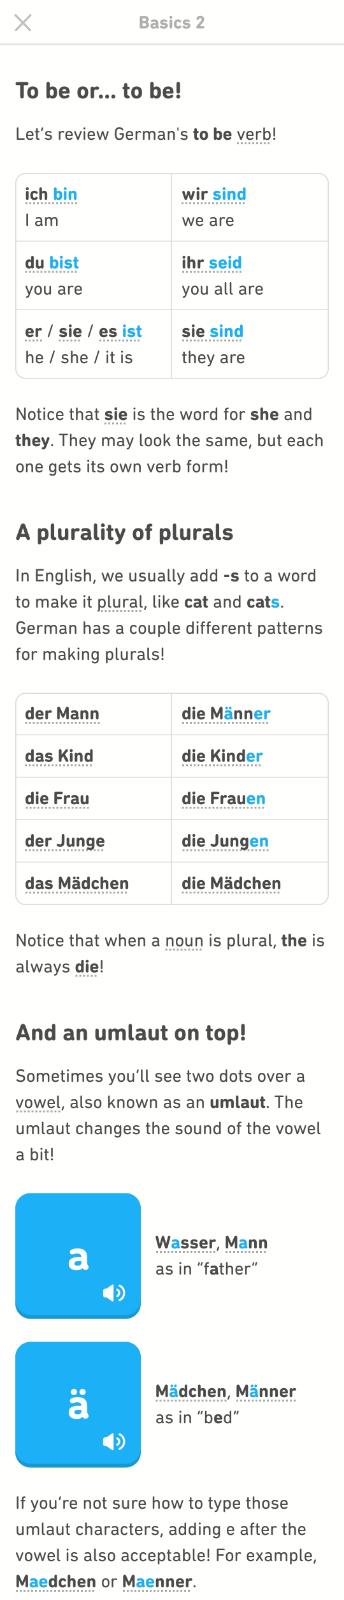 Basics 2
To be or... to be!
Let's review German's to be verb!
ich bin
I am
wir sind
we are
du bist
you are
ihr seid
you all are
er / sie / es ist
he / she / it is
sie sind
they are
Notice that sie is the word for she and
they. They may look the same, but each
one gets its own verb form!
A plurality of plurals
In English, we usually add -s to a word
to make it plural, like cat and cats.
German has a couple different patterns
for making plurals!
der Mann
die Männer
das Kind
die Kinder
die Frau
die Frauen
der Junge
die Jungen
das Mädchen
die Mädchen
Notice that when a noun is plural, the is
always die!
And an umlaut on top!
Sometimes you'll see two dots over a
vowel, also known as an umlaut. The
umlaut changes the sound of the vowel
a bit!
a
Wasser, Mann
as in "father"
ä
Mädchen, Männer
as in "bed"
If you're not sure how to type those
umlaut characters, adding e after the
vowel is also acceptable! For example,
Maedchen or Maenner.